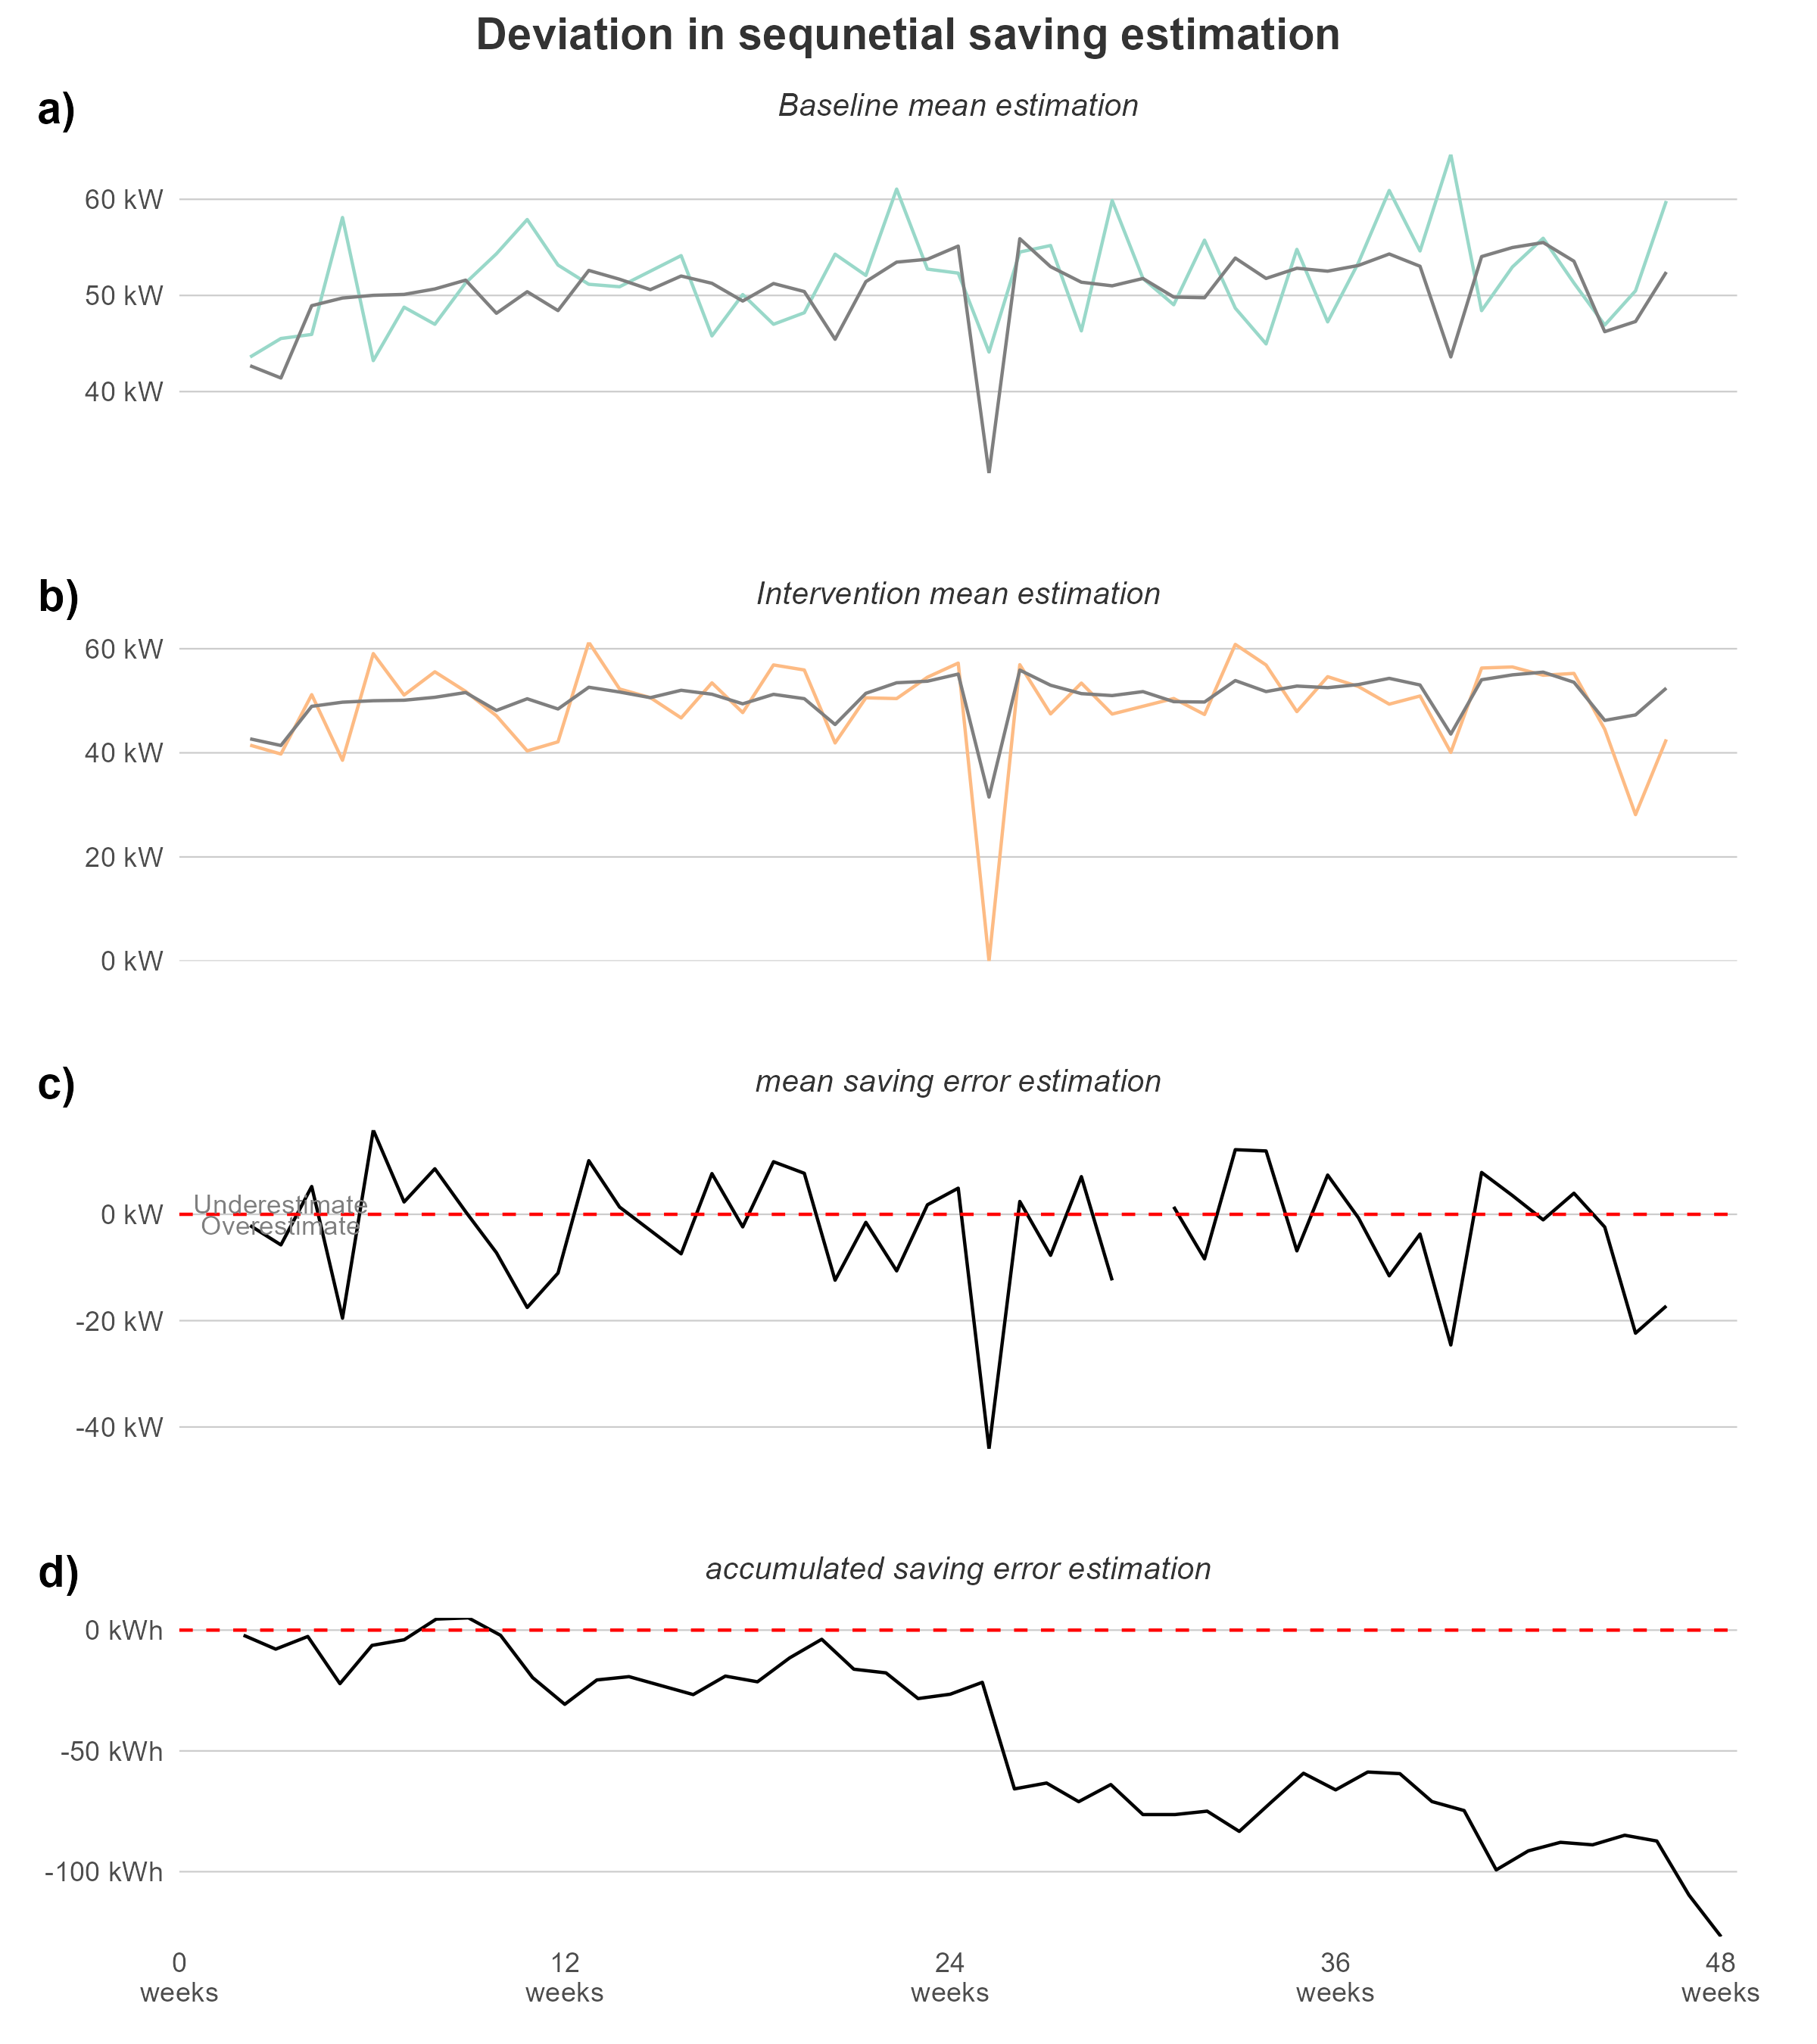 Deviation in sequnetial saving estimation
a)
Baseline mean estimation
60 kW
50 kW
40 kW
b)
Intervention mean estimation
60 kW
40 kW
20 kW
0 kW
c)
mean saving error estimation
Underestimate
0 kW
Overestimate
-20 kW
-40 kW
d)
accumulated saving error estimation
0 kWh
-50 kWh
-100 kWh
0 12 24 36 48
weeks weeks weeks weeks weeks